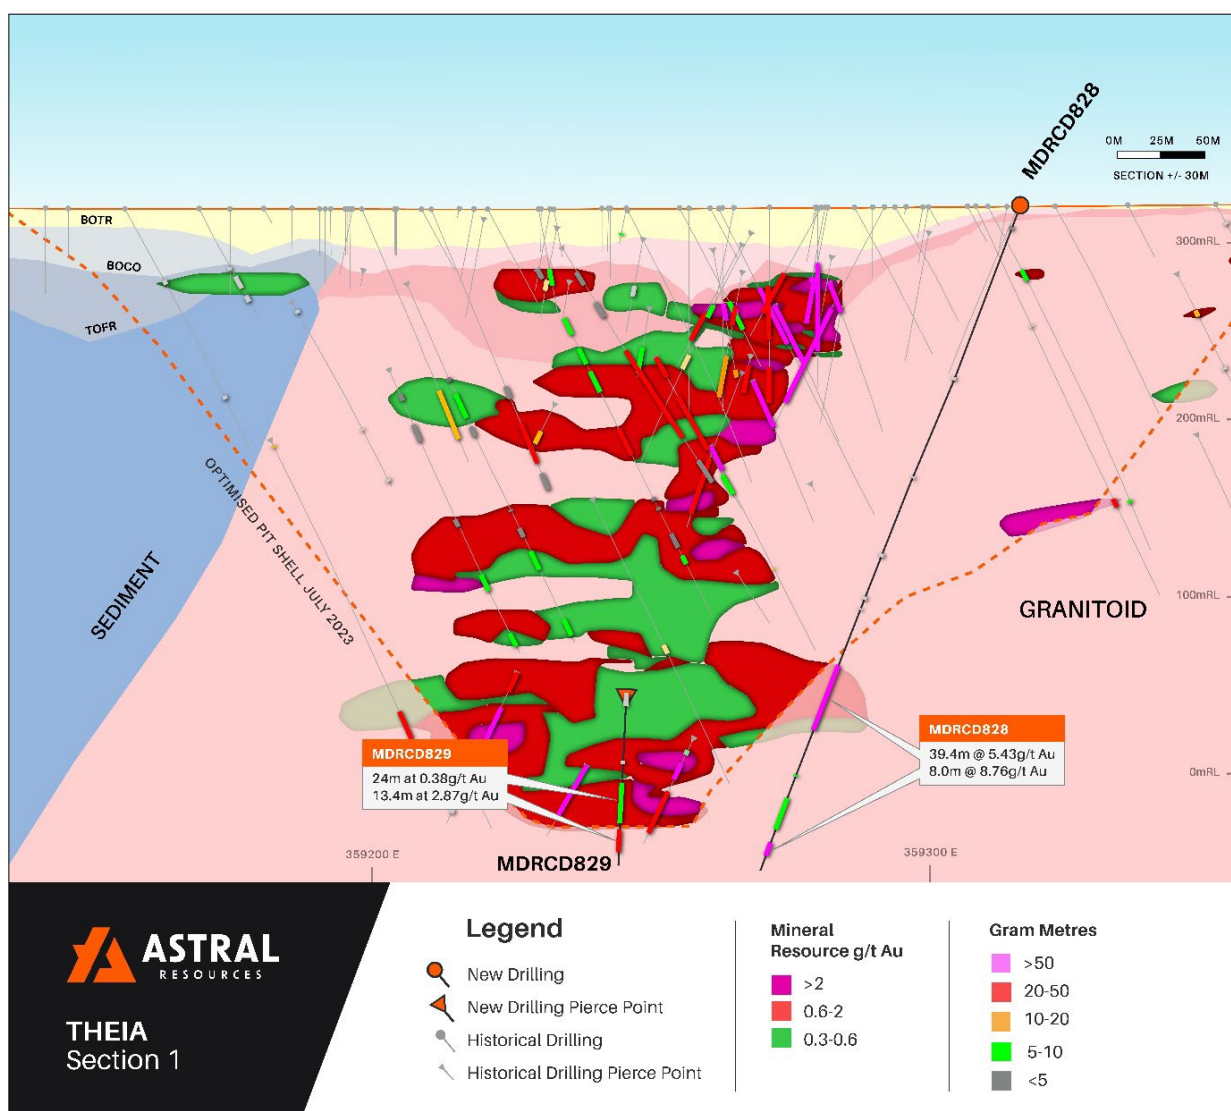 MDRCD828
0M 25M 50M
SECTION +/- 30M
BOTR
300mRL
BOCO
TOFR
200mRL
OPTIMISED PIT SHELL JULY 2023
SEDIMENT
100mRL
GRANITOID
MDRCD829
24m at 0.38g/t Au
13.4m at 2.87g/t Au
MDRCD828
39.4m @ 5.43g/t Au
8.0m @ 8.76g/t Au
0mRL
359200 E
MDRCD829
359300 E
ASTRAL
RESOURCES
THEIA
Section 1
Legend
New Drilling
New Drilling Pierce Point
Historical Drilling
Historical Drilling Pierce Point
Mineral
Resource g/t Au
>2
0.6-2
0.3-0.6
Gram Metres
>50
20-50
10-20
5-10
<5